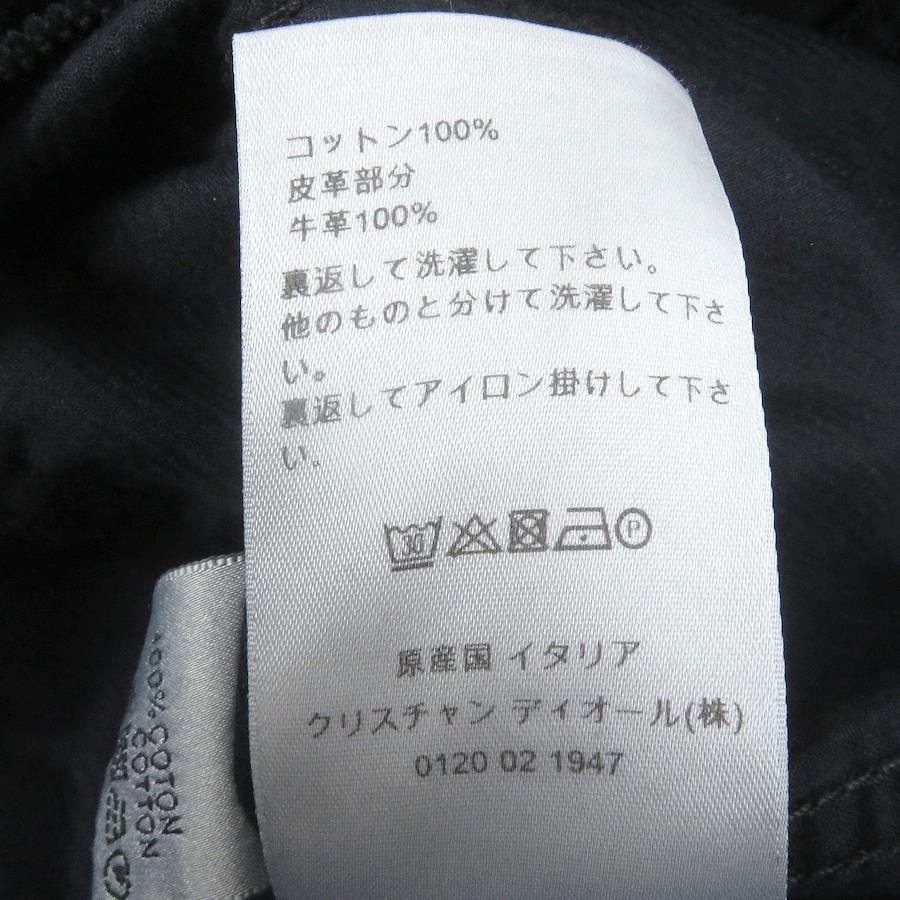 コットン100%
皮革部分
牛革100%
裏返して洗濯して下さい。
他のものと分けて洗濯して下さ
い。
裏返してアイロン掛けして下さ
い。
30
P
原産国 イタリア
クリスチャン ディオール(株)
0120 02 1947
100% COTON
COTTON